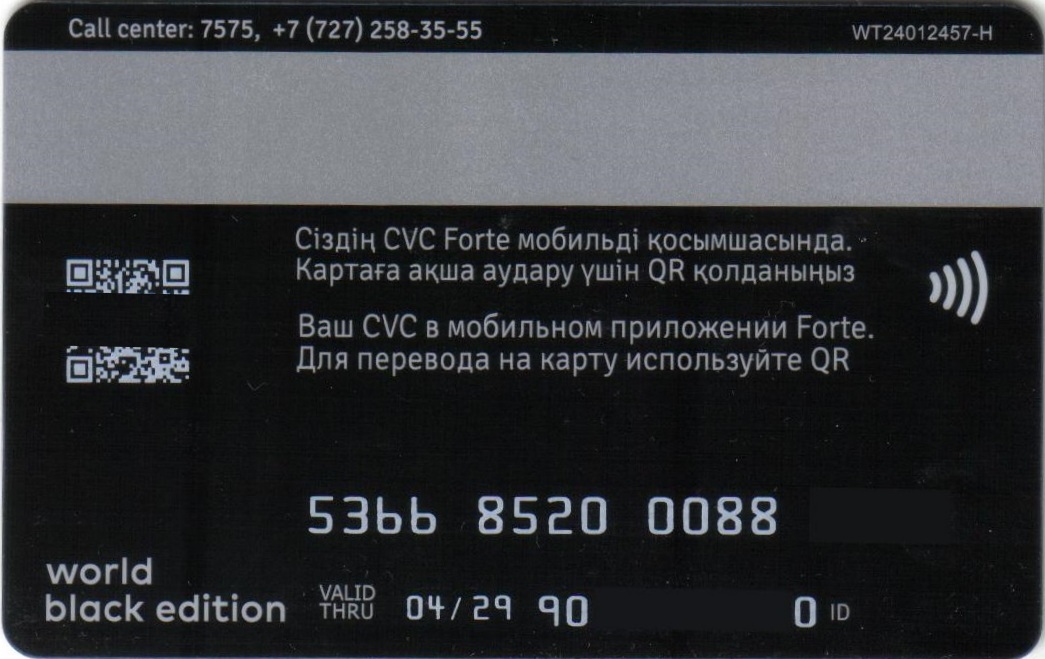 Call center: 7575, +7 (727) 258-35-55
WT24012457-H
Сіздің CVC Forte мобильді қосымшасында.
Картаға ақша аудару үшін QR қолданыңыз
Ваш CVC в мобильном приложении Forte.
Для перевода на карту используйте QR
5366 8520 0088
world
black edition
VALID
THRU
04/29 90 0 ID